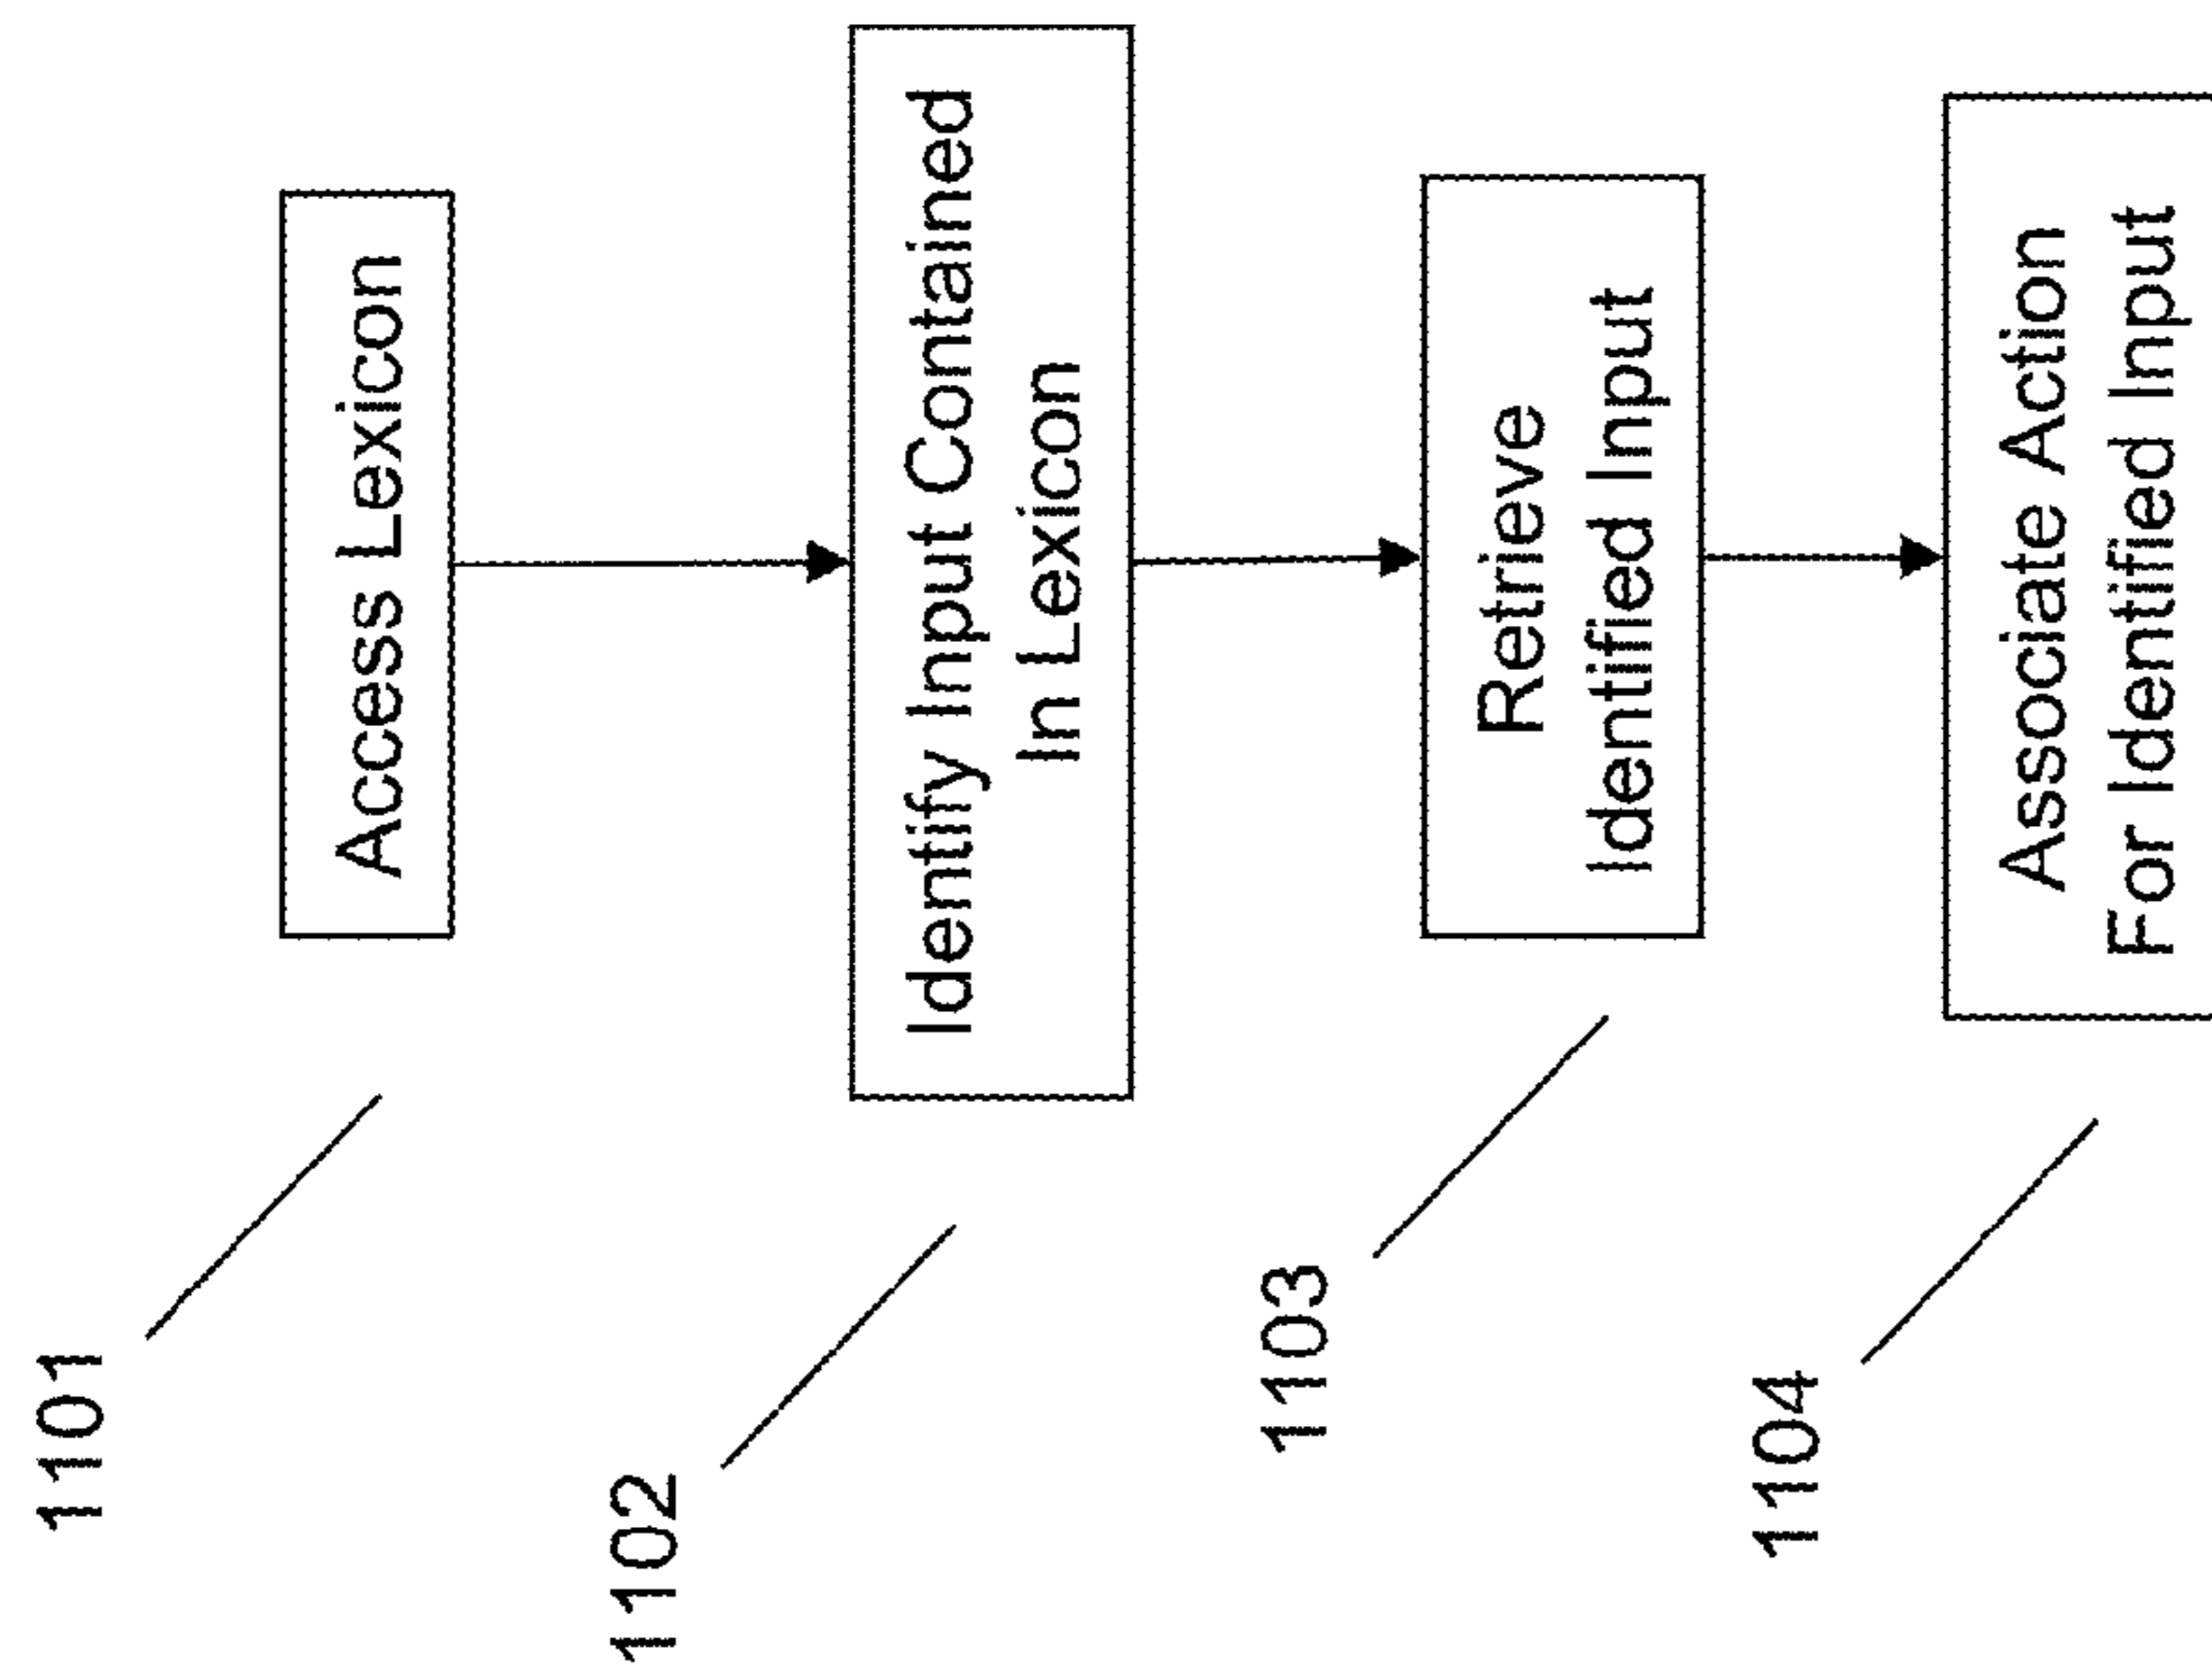 1101
Access Lexicon
1102
Identify Input Contained
In Lexicon
1103
Retrieve
Identified Input
1104
Associate Action
For Identified Input